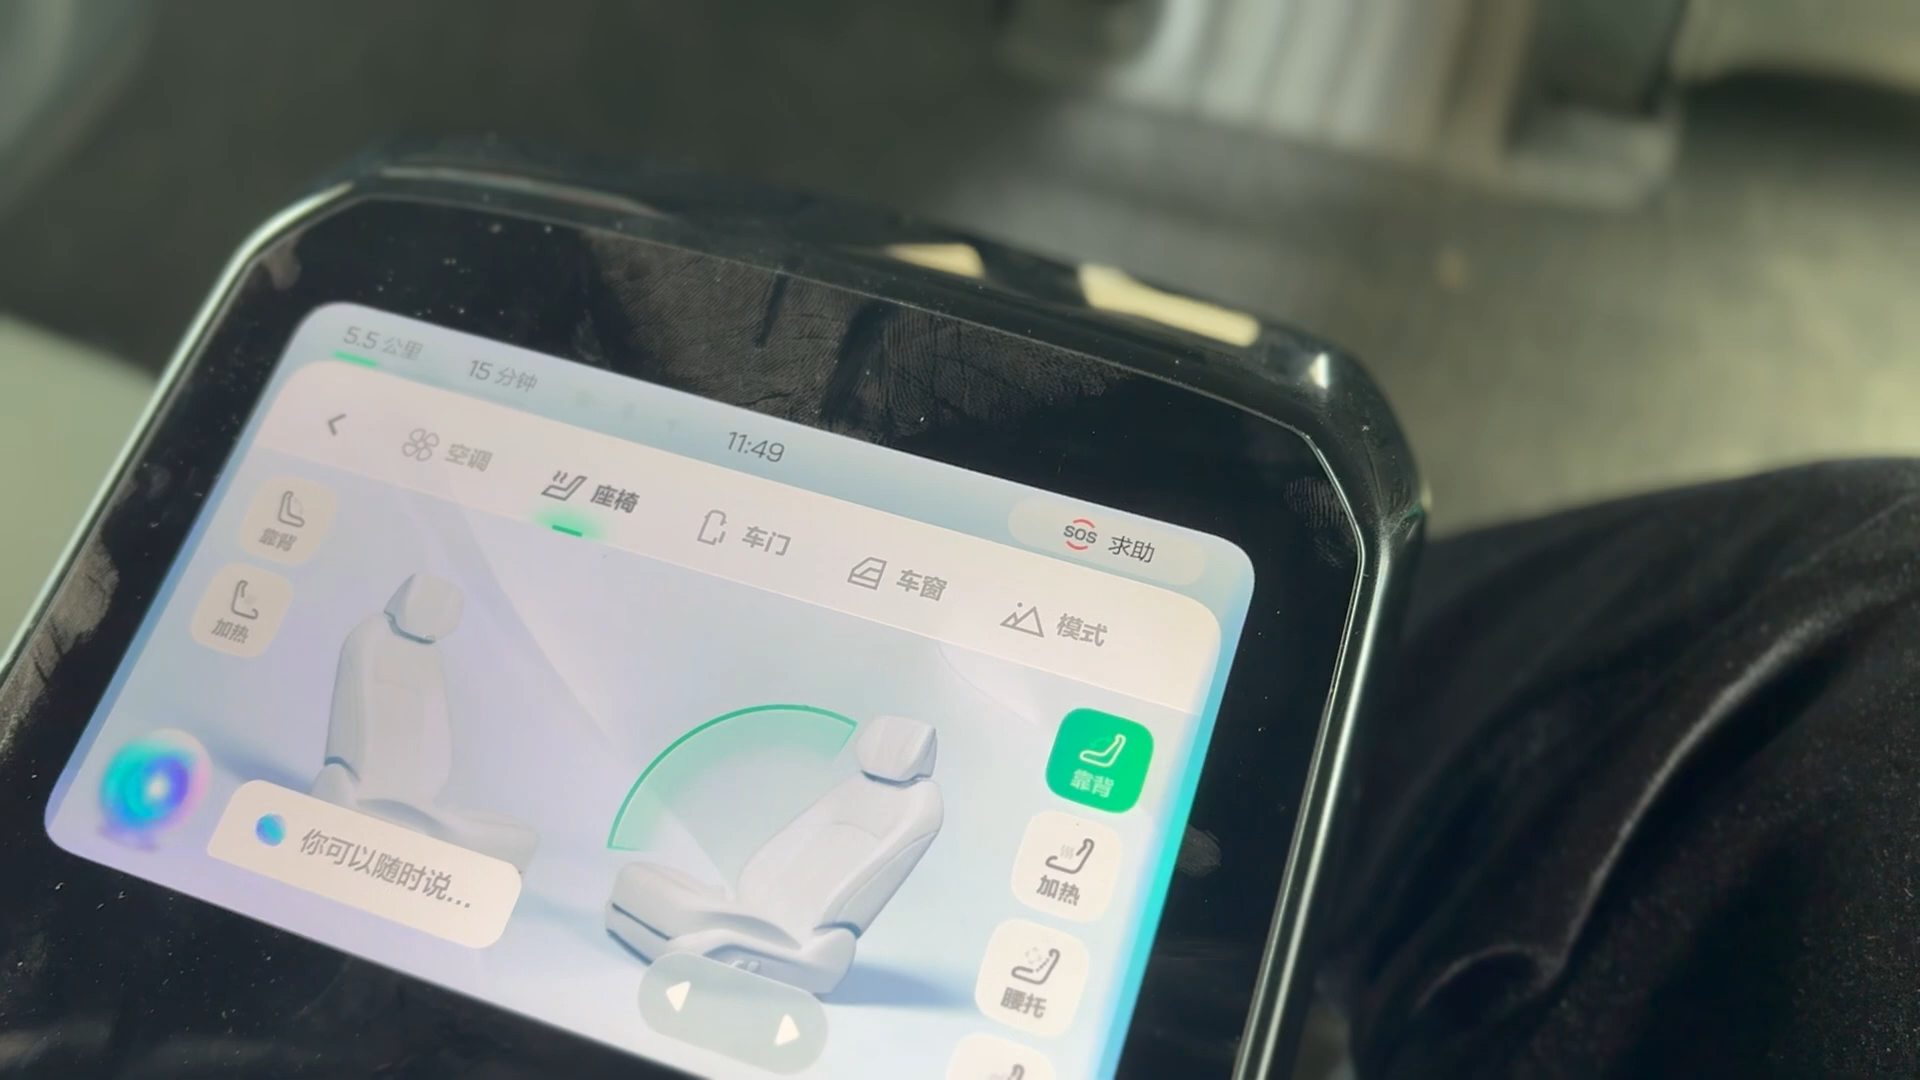 5.5 公里
15 分钟
11:49
SOS 求助
空调
座椅
车门
车窗
模式
靠背
加热
你可以随时说...
靠背
加热
腰托